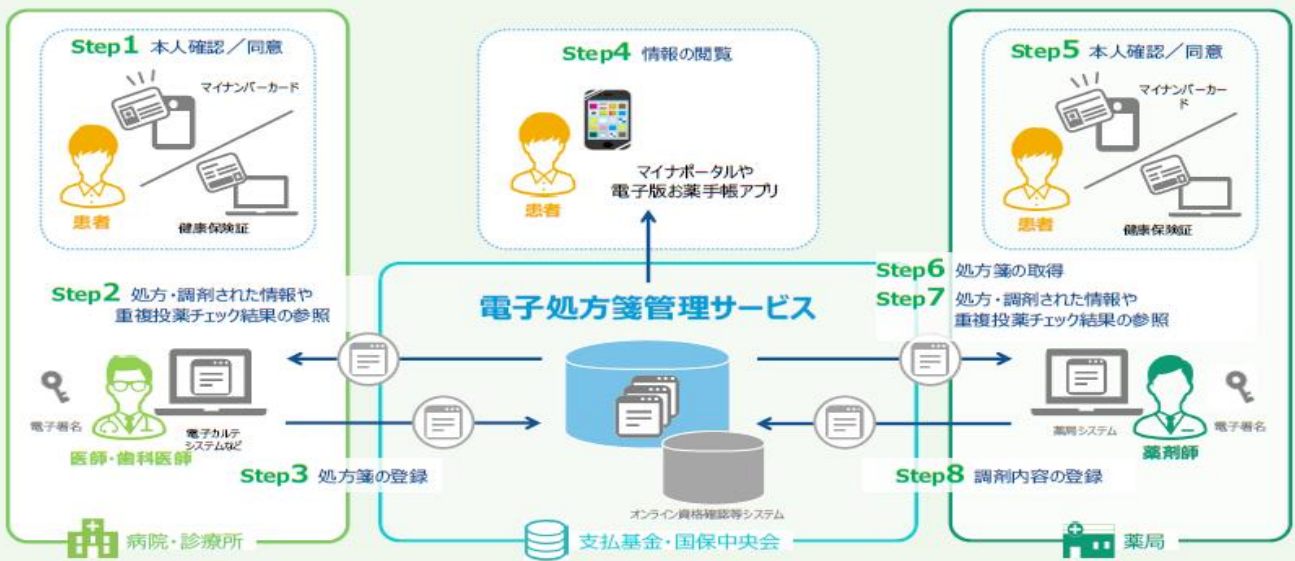 Step1 本人確認／同意
マイナンバーカード
患者
健康保険証
Step2 処方・調剤された情報や
重複投薬チェック結果の参照
電子署名
電子カルテ
システムなど
医師・歯科医師
Step3 処方箋の登録
病院・診療所
Step4 情報の閲覧
患者
マイナポータルや
電子版お薬手帳アプリ
電子処方箋管理サービス
オンライン資格確認等システム
支払基金・国保中央会
Step5 本人確認／同意
マイナンバーカー
ド
患者
健康保険証
Step6 処方箋の取得
Step7 処方・調剤された情報や
重複投薬チェック結果の参照
薬局システム
電子署名
薬剤師
Step8 調剤内容の登録
薬局